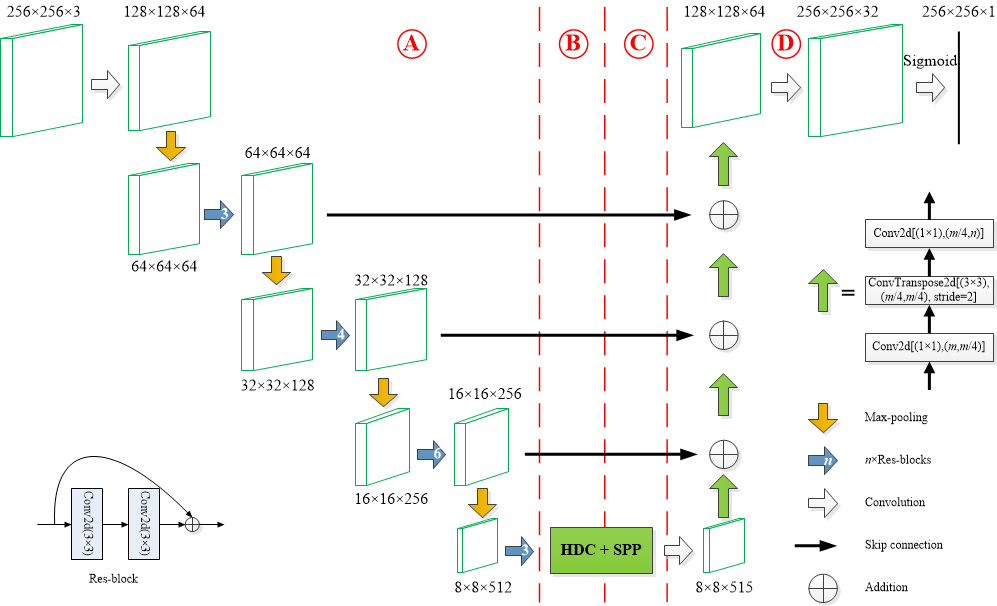 256×256×3
128×128×64
A
B
C
128×128×64
D
256×256×32
256×256×1
Sigmoid
64×64×64
3
64×64×64
32×32×128
4
32×32×128
16×16×256
6
16×16×256
3
HDC + SPP
8×8×512
8×8×515
Conv2d[(1×1),(m/4,n)]
ConvTranspose2d[(3×3),
(m/4,m/4), stride=2]
=
Conv2d[(1×1),(m,m/4)]
Max-pooling
n
n×Res-blocks
Convolution
Skip connection
Addition
Conv2d(3×3)
Conv2d(3×3)
Res-block